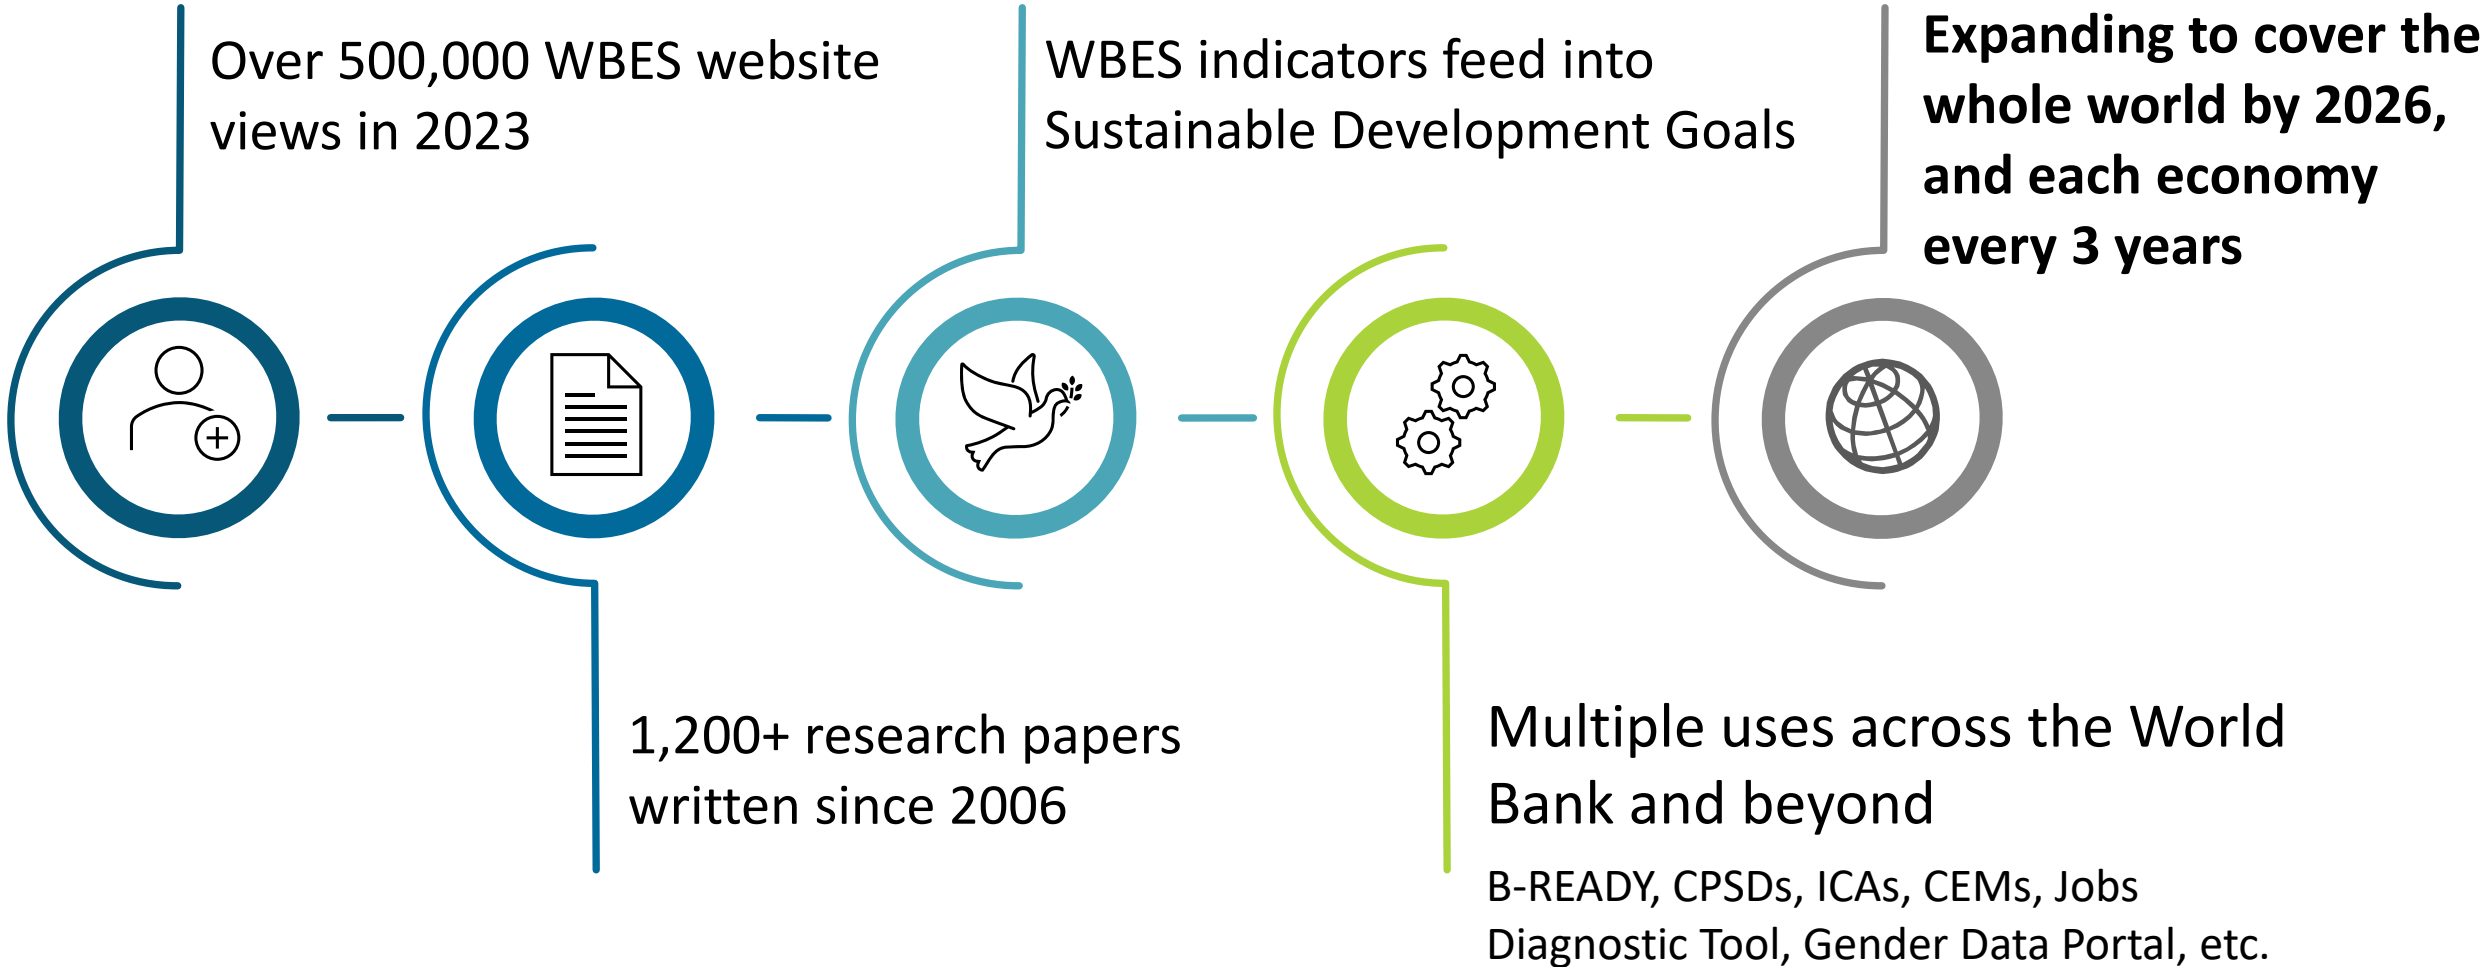 Over 500,000 WBES website
views in 2023
1,200+ research papers
written since 2006
WBES indicators feed into
Sustainable Development Goals
Multiple uses across the World
Bank and beyond
B-READY, CPSDs, ICAs, CEMs, Jobs
Diagnostic Tool, Gender Data Portal, etc.
Expanding to cover the
whole world by 2026,
and each economy
every 3 years